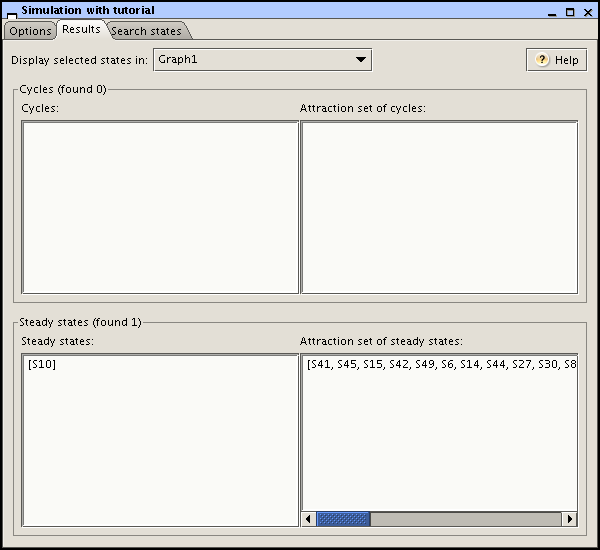 Simulation with tutorial
Options Results Search states
Display selected states in: Graph1 Help
Cycles (found 0)
Cycles: Attraction set of cycles:
Steady states (found 1)
Steady states: Attraction set of steady states:
[S10] [S41, S45, S15, S42, S49, S6, S14, S44, S27, S30, S8